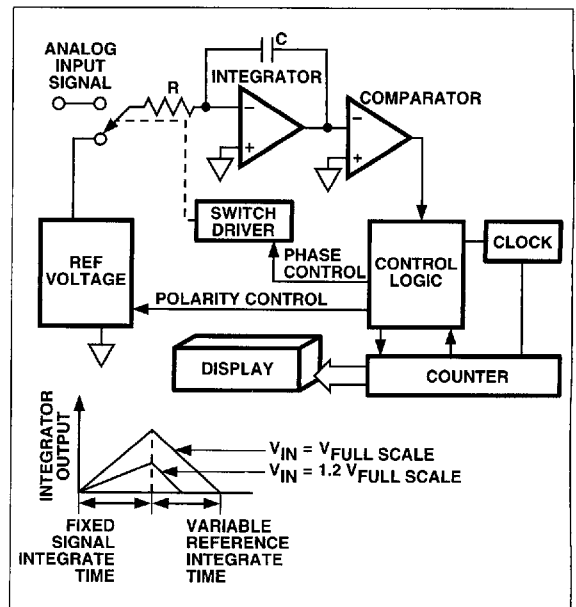 ANALOG
INPUT
SIGNAL
R
C
INTEGRATOR
COMPARATOR
−
+
−
+
SWITCH
DRIVER
REF
VOLTAGE
PHASE
CONTROL
CONTROL
LOGIC
CLOCK
POLARITY CONTROL
DISPLAY
COUNTER
INTEGRATOR
OUTPUT
VIN = VFULL SCALE
VIN = 1.2 VFULL SCALE
FIXED
SIGNAL
INTEGRATE
TIME
VARIABLE
REFERENCE
INTEGRATE
TIME